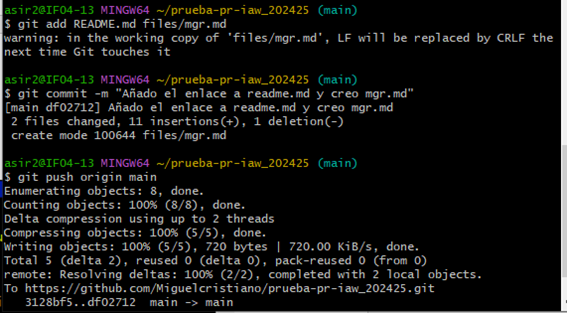 asir2@IF04-13 MINGW64 ~/prueba-pr-iaw_202425 (main)
$ git add README.md files/mgr.md
warning: in the working copy of 'files/mgr.md', LF will be replaced by CRLF the
next time Git touches it
asir2@IF04-13 MINGW64 ~/prueba-pr-iaw_202425 (main)
$ git commit -m "Añado el enlace a readme.md y creo mgr.md"
[main df02712] Añado el enlace a readme.md y creo mgr.md
 2 files changed, 11 insertions(+), 1 deletion(-)
 create mode 100644 files/mgr.md
asir2@IF04-13 MINGW64 ~/prueba-pr-iaw_202425 (main)
$ git push origin main
Enumerating objects: 8, done.
Counting objects: 100% (8/8), done.
Delta compression using up to 2 threads
Compressing objects: 100% (5/5), done.
Writing objects: 100% (5/5), 720 bytes | 720.00 KiB/s, done.
Total 5 (delta 2), reused 0 (delta 0), pack-reused 0 (from 0)
remote: Resolving deltas: 100% (2/2), completed with 2 local objects.
To https://github.com/Miguelcristiano/prueba-pr-iaw_202425.git
   3128bf5..df02712  main -> main